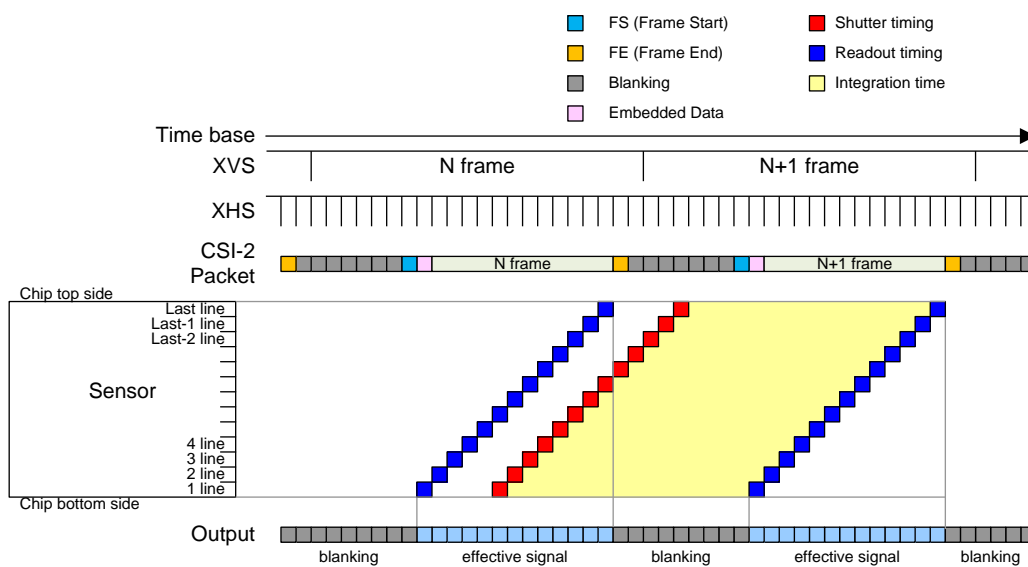 FS (Frame Start)
Shutter timing
FE (Frame End)
Readout timing
Blanking
Integration time
Embedded Data
Time base
XVS
N frame
N+1 frame
XHS
CSI-2
Packet
N frame
N+1 frame
Chip top side
Last line
Last-1 line
Last-2 line
Sensor
4 line
3 line
2 line
1 line
Chip bottom side
Output
blanking
effective signal
blanking
effective signal
blanking